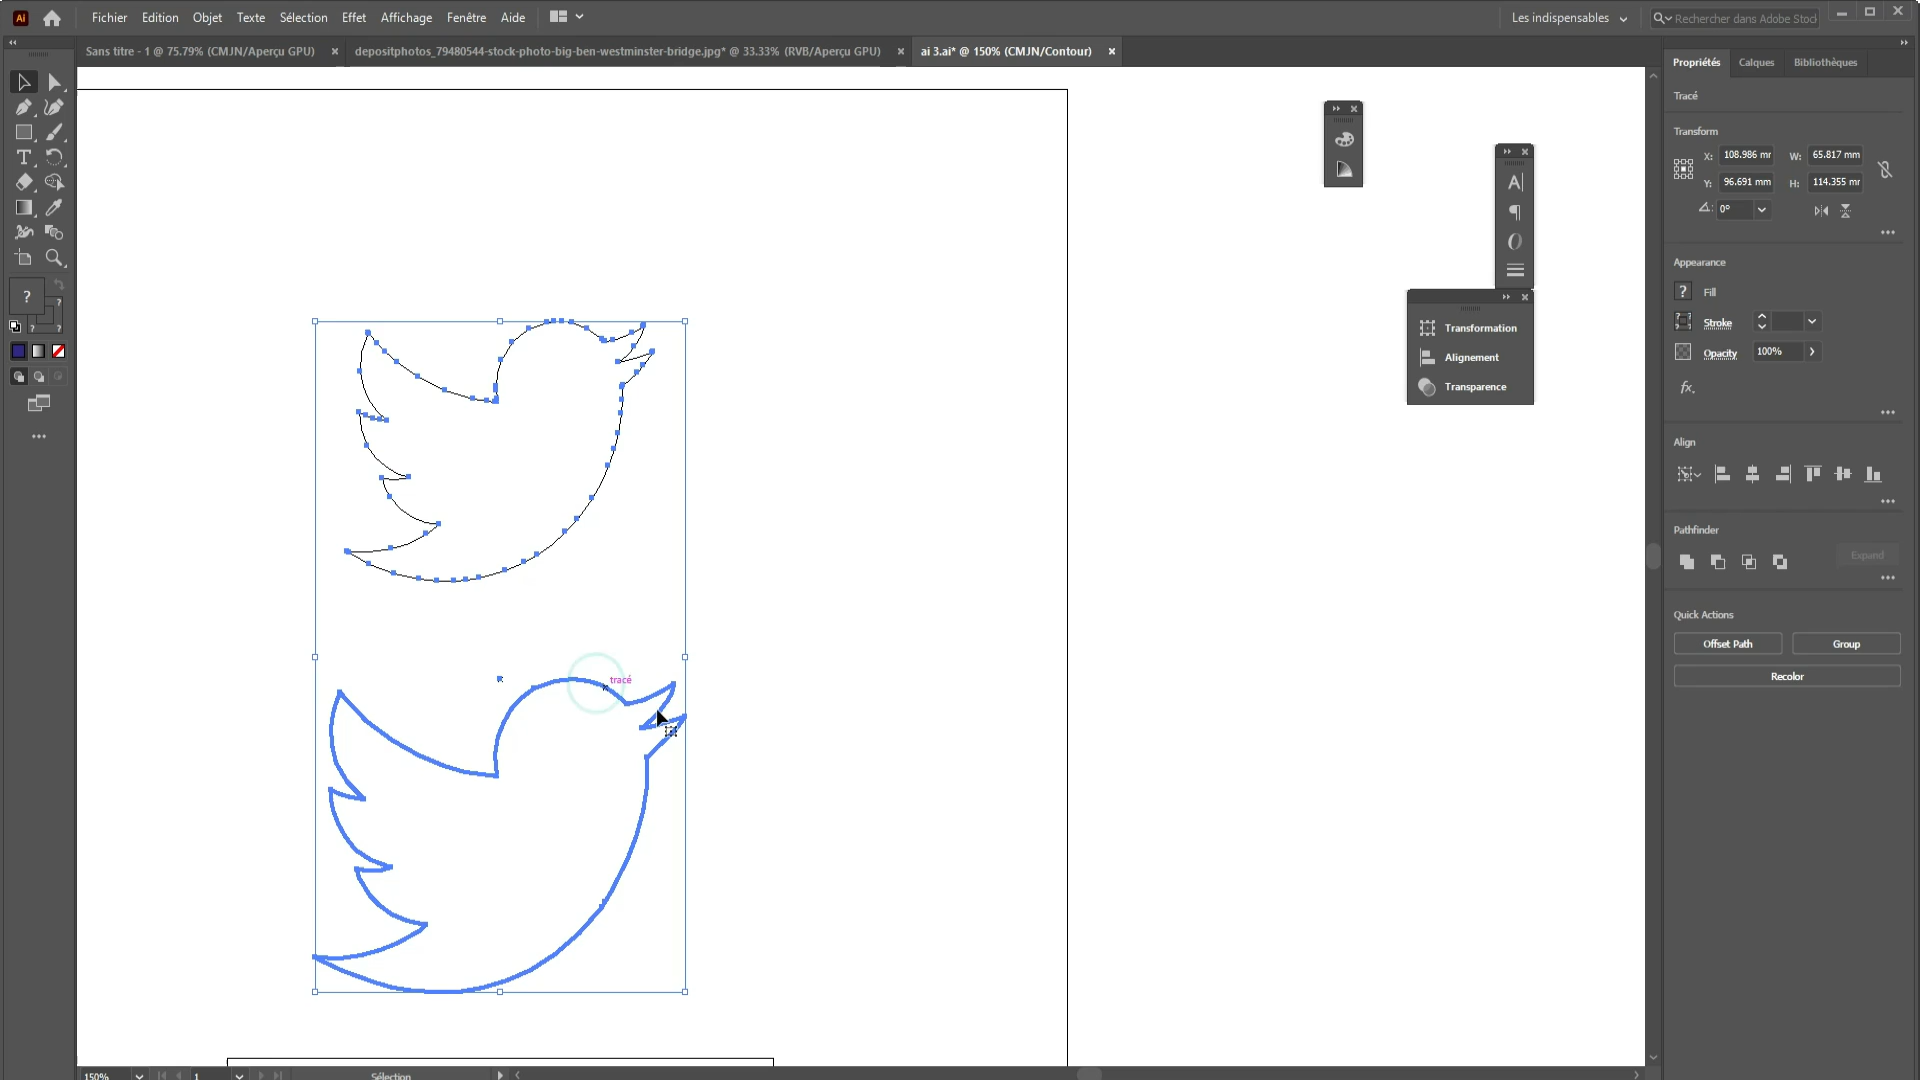 Ai Fichier Edition Objet Texte Sélection Effet Affichage Fenêtre Aide Les indispensables Rechercher dans Adobe Stoc
Sans titre - 1 @ 75.79% (CMJN/Aperçu GPU) × depositphotos_79480544-stock-photo-big-ben-westminster-bridge.jpg* @ 33.33% (RVB/Aperçu GPU) × ai 3.ai* @ 150% (CMJN/Contour) ×
Propriétés Calques Bibliothèques
Tracé
Transform
X: 108.986 mm W: 65.817 mm
Y: 96.691 mm H: 114.355 mr
0°
Appearance
? Fill
Stroke
Opacity 100%
fx.
Align
Pathfinder
Expand
Quick Actions
Offset Path Group
Recolor
Transformation
Alignement
Transparence
tracé
150% 1 Sélection